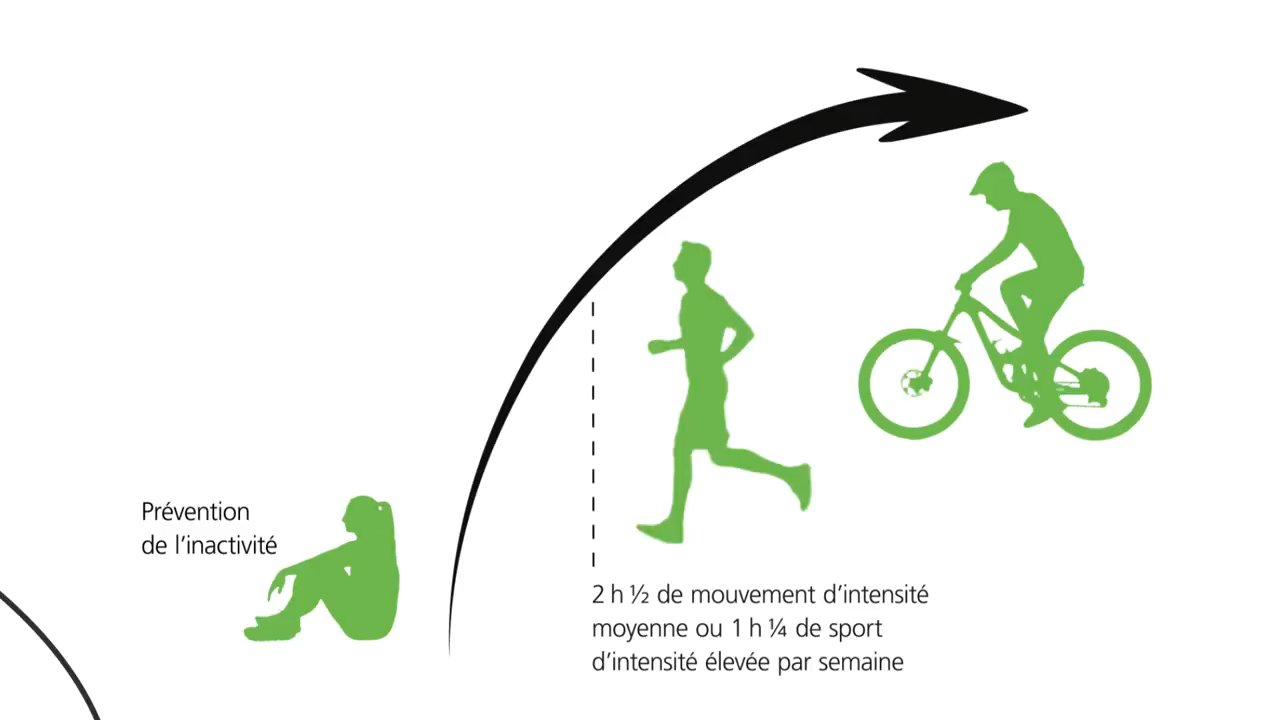 Prévention
de l’inactivité
2 h ½ de mouvement d’intensité
moyenne ou 1 h ¼ de sport
d’intensité élevée par semaine